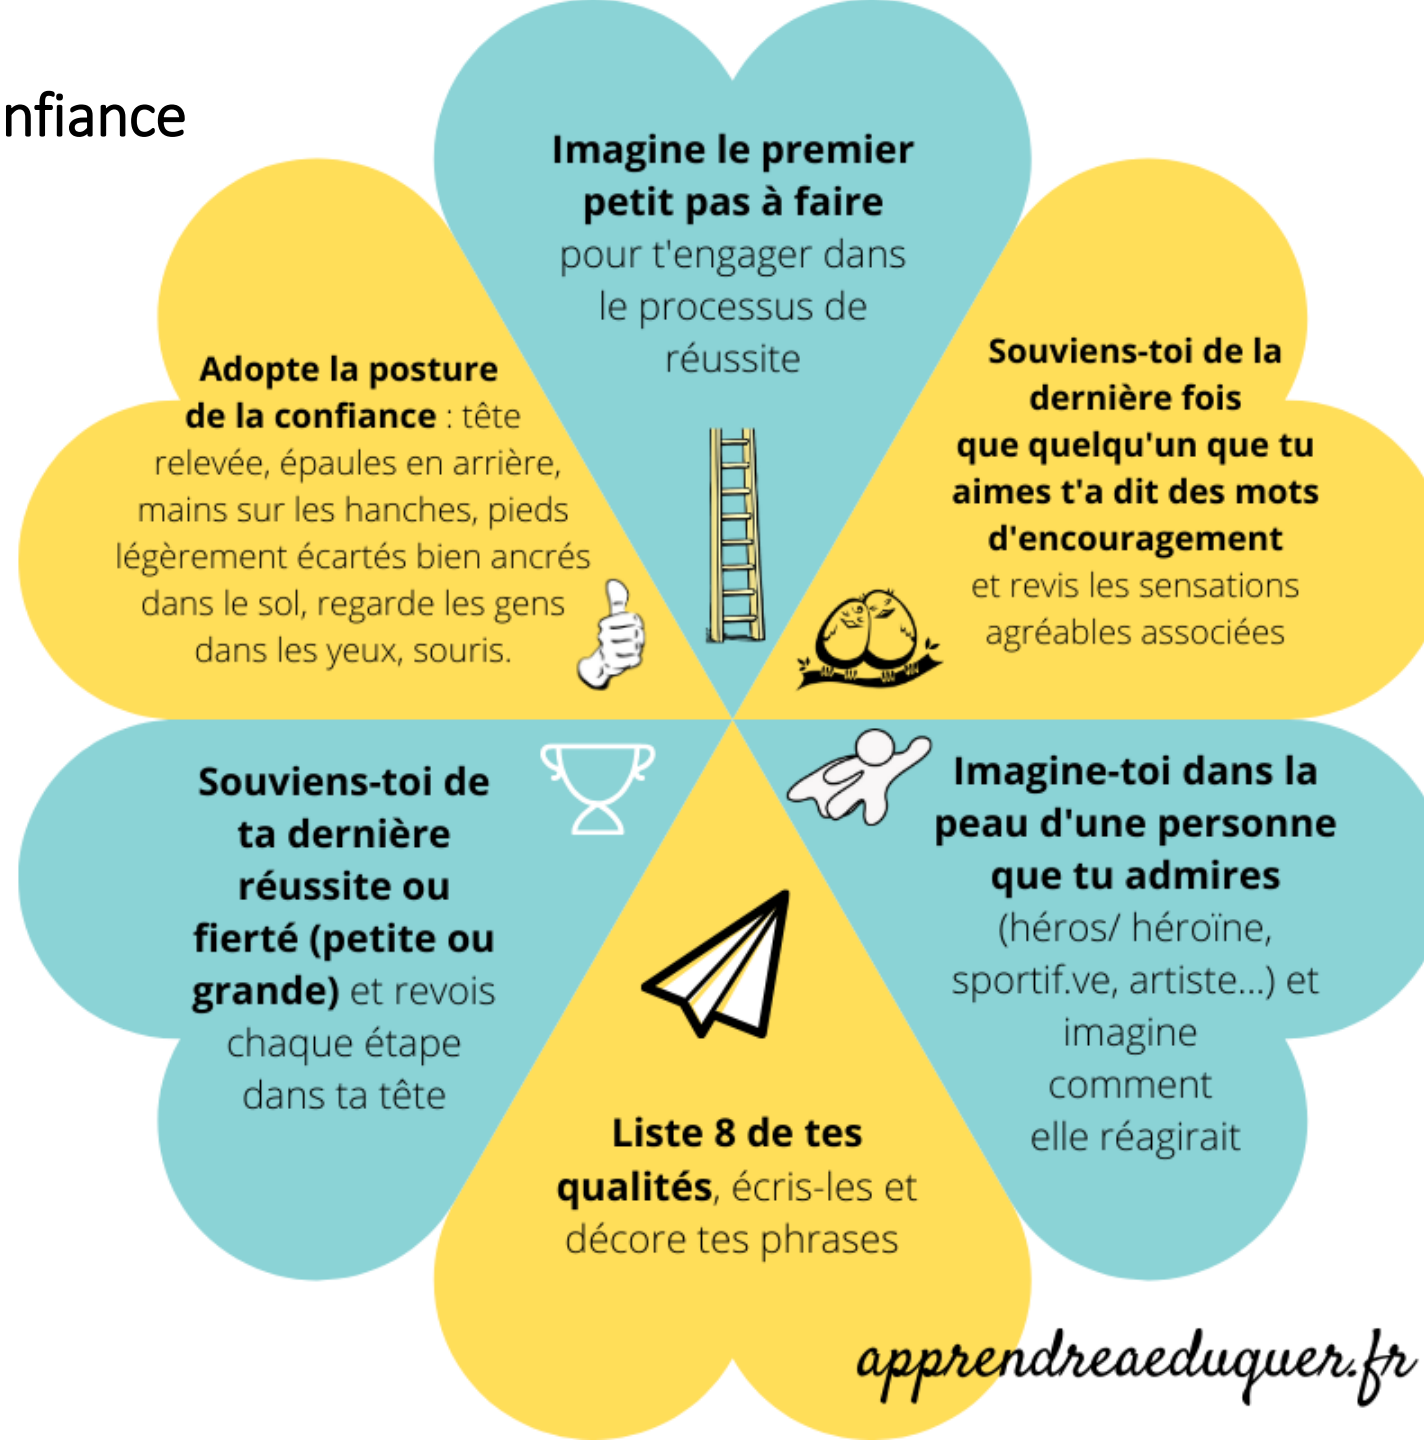 nfiance
Imagine le premier
petit pas à faire
pour t'engager dans
le processus de
réussite
Souviens-toi de la
dernière fois
que quelqu'un que tu
aimes t'a dit des mots
d'encouragement
et revis les sensations
agréables associées
Imagine-toi dans la
peau d'une personne
que tu admires
(héros/ héroïne,
sportif.ve, artiste...) et
imagine
comment
elle réagirait
Liste 8 de tes
qualités, écris-les et
décore tes phrases
Souviens-toi de
ta dernière
réussite ou
fierté (petite ou
grande) et revois
chaque étape
dans ta tête
Adopte la posture
de la confiance : tête
relevée, épaules en arrière,
mains sur les hanches, pieds
légèrement écartés bien ancrés
dans le sol, regarde les gens
dans les yeux, souris.
apprendreaeduquer.fr